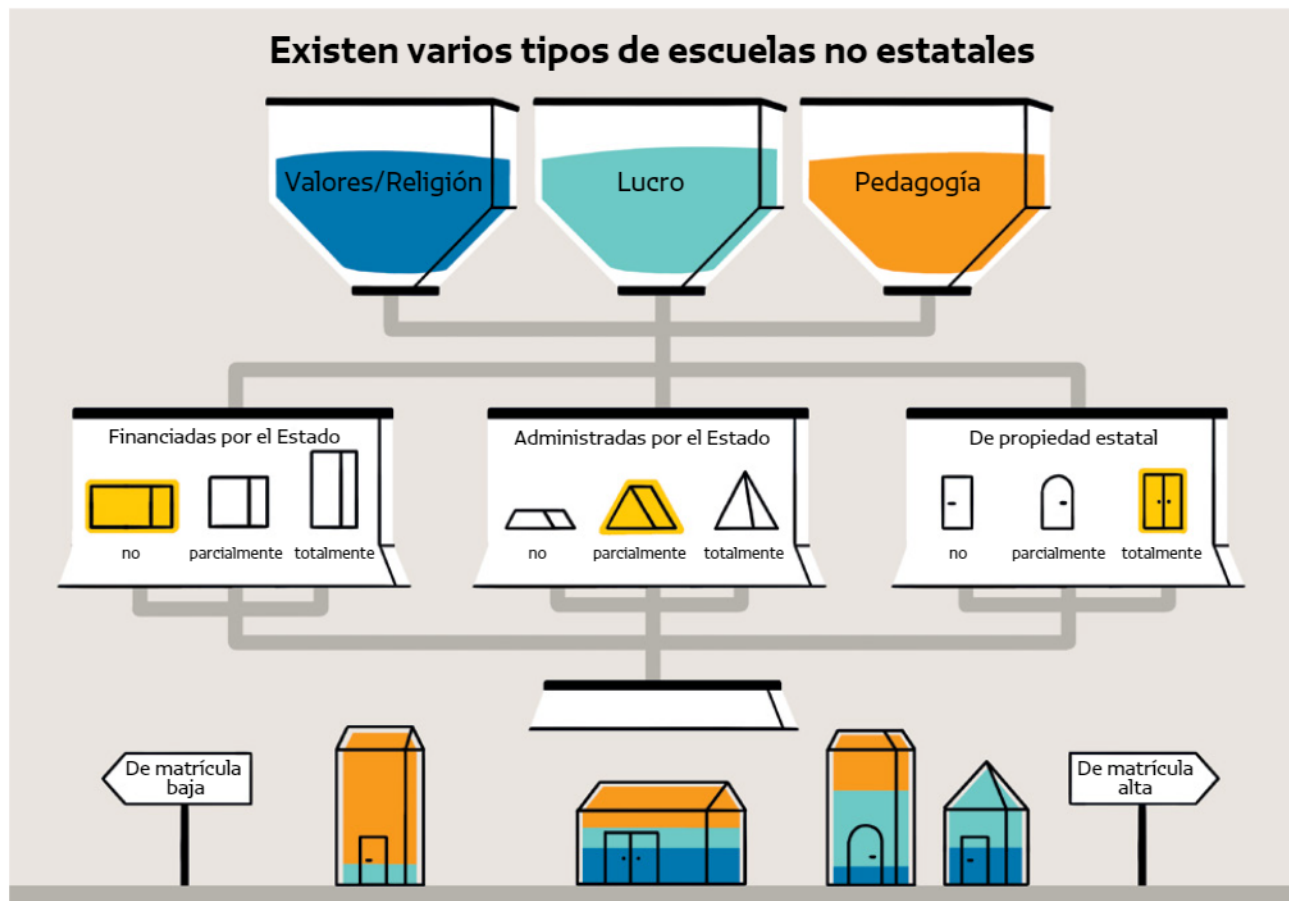 Existen varios tipos de escuelas no estatales
Valores/Religión
Lucro
Pedagogía
Financiadas por el Estado
no
parcialmente
totalmente
Administradas por el Estado
no
parcialmente
totalmente
De propiedad estatal
no
parcialmente
totalmente
De matrícula
baja
De matrícula
alta